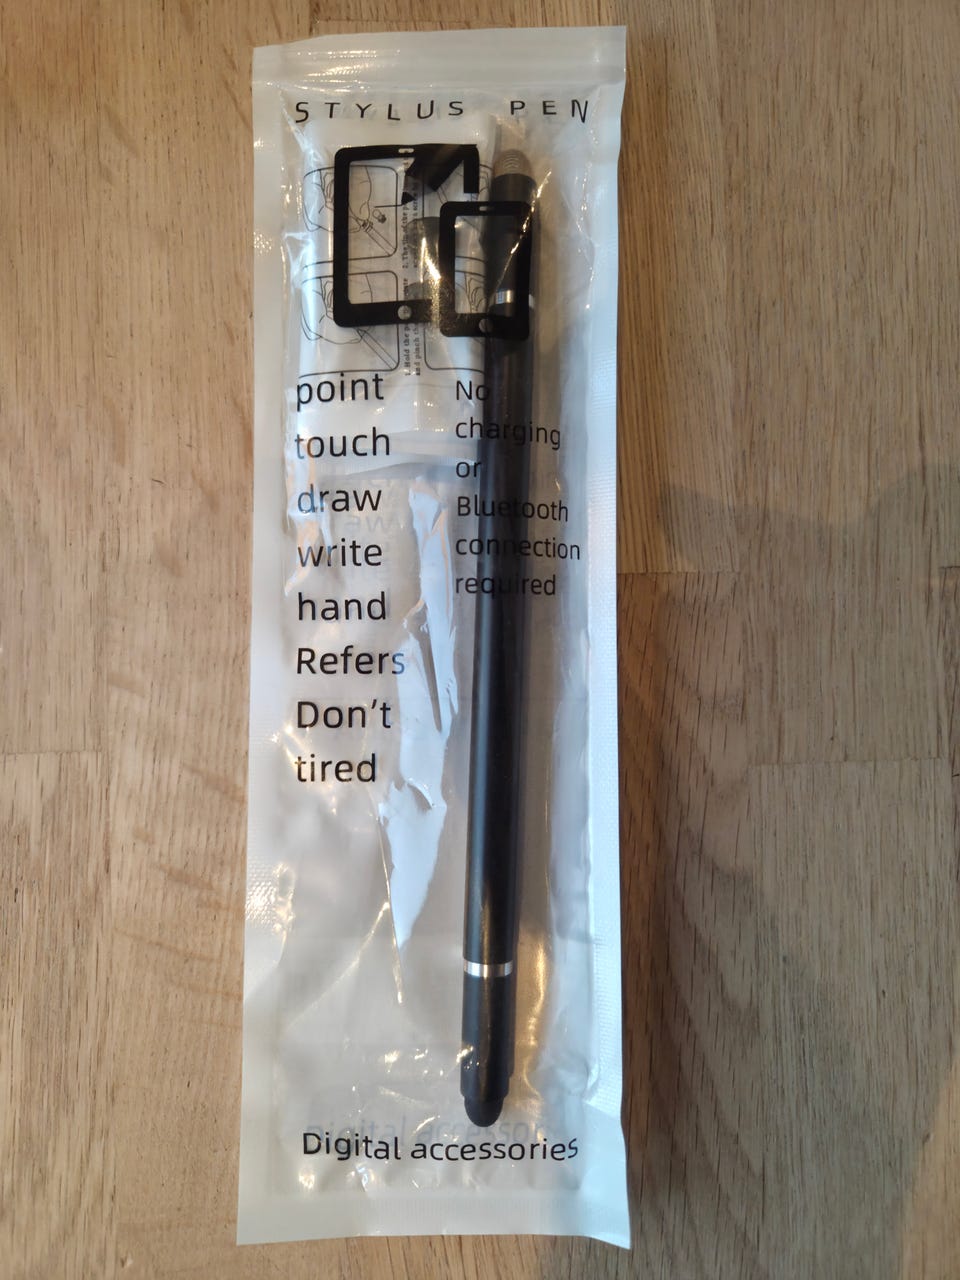 STYLUS PEN
point
touch
draw
write
hand
Refers
Don't
tired
No
charging
or
Bluetooth
connection
required
Digital accessories